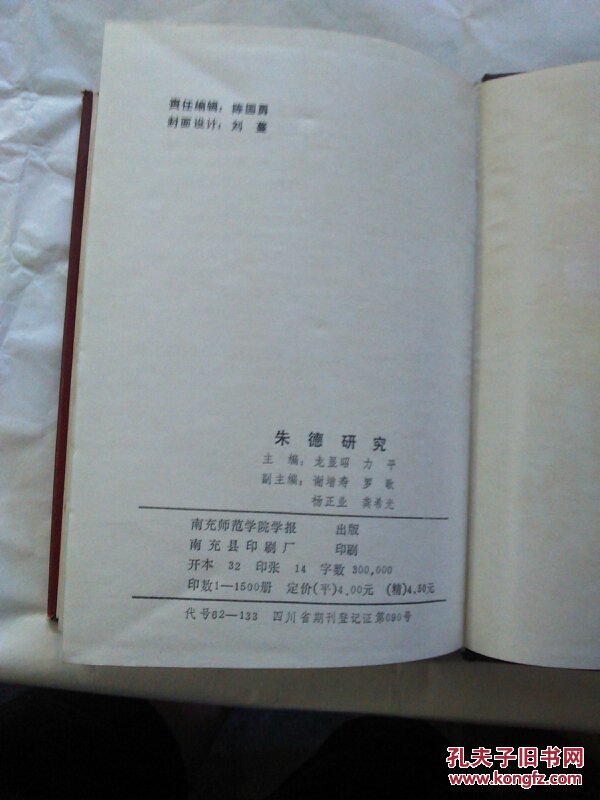 责任编辑：陈国勇
封面设计：刘蔓
朱德研究
主编：龙显昭 力平
副主编：谢增寿 罗歌
杨正业 龚希光
南充师范学院学报 出版
南充县印刷厂 印刷
开本 32 印张 14 字数 300,000
印数1—1500册 定价(平)4.00元 (精)4.50元
代号62—133 四川省期刊登记证第090号
孔夫子旧书网
www.kongfz.com